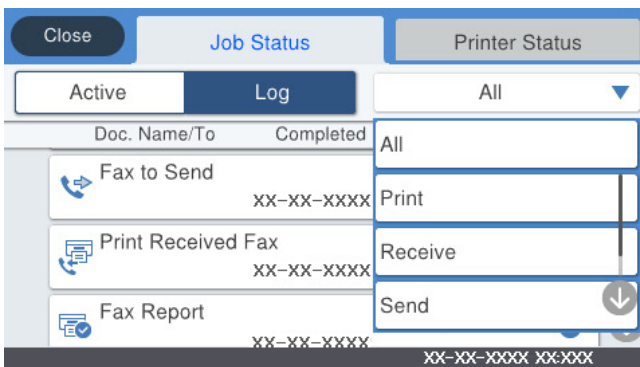 Close
Job Status
Printer Status
Active
Log
All
Doc. Name/To Completed
All
Fax to Send
XX-XX-XXXX
Print
Print Received Fax
XX-XX-XXXX
Receive
Fax Report
XX-XX-XXXX
Send
XX-XX-XXXX XX:XXX